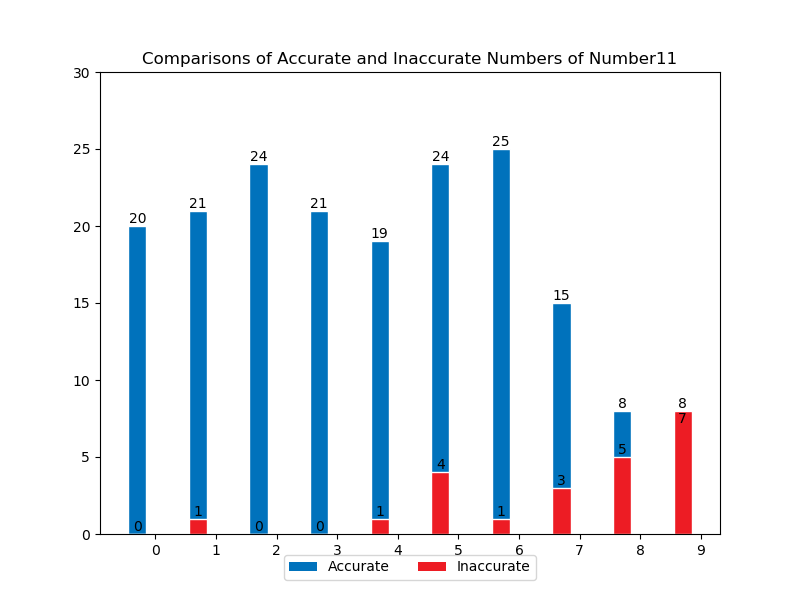 Comparisons of Accurate and Inaccurate Numbers of Number11
30
25
20
15
10
5
0
20 21 24 21 19 24 25 15 8 8
0 1 0 0 1 4 1 3 5 7
0 1 2 3 4 5 6 7 8 9
Accurate Inaccurate